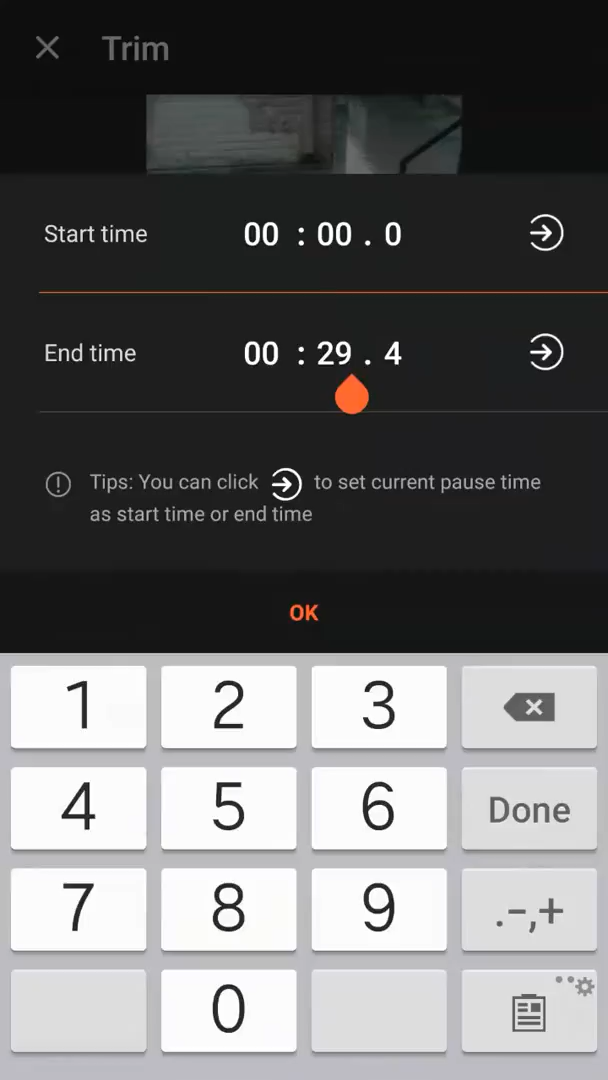 Trim
Start time 00 : 00 . 0
End time 00 : 29 . 4
Tips: You can click to set current pause time
as start time or end time
OK
1 2 3
4 5 6 Done
7 8 9 .-,+
0